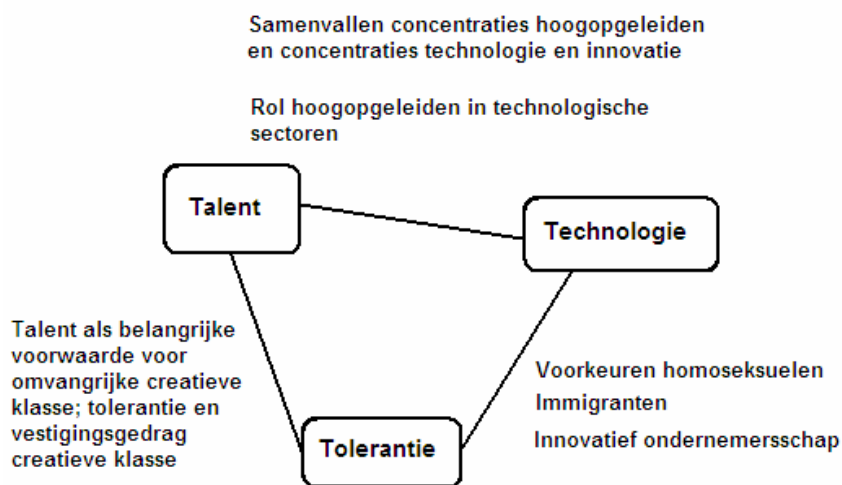 Samenvallen concentraties hoogopgeleiden
en concentraties technologie en innovatie
Rol hoogopgeleiden in technologische
sectoren
Talent
Technologie
Talent als belangrijke
voorwaarde voor
omvangrijke creatieve
klasse; tolerantie en
vestigingsgedrag
creatieve klasse
Voorkeuren homoseksuelen
Immigranten
Innovatief ondernemersschap
Tolerantie